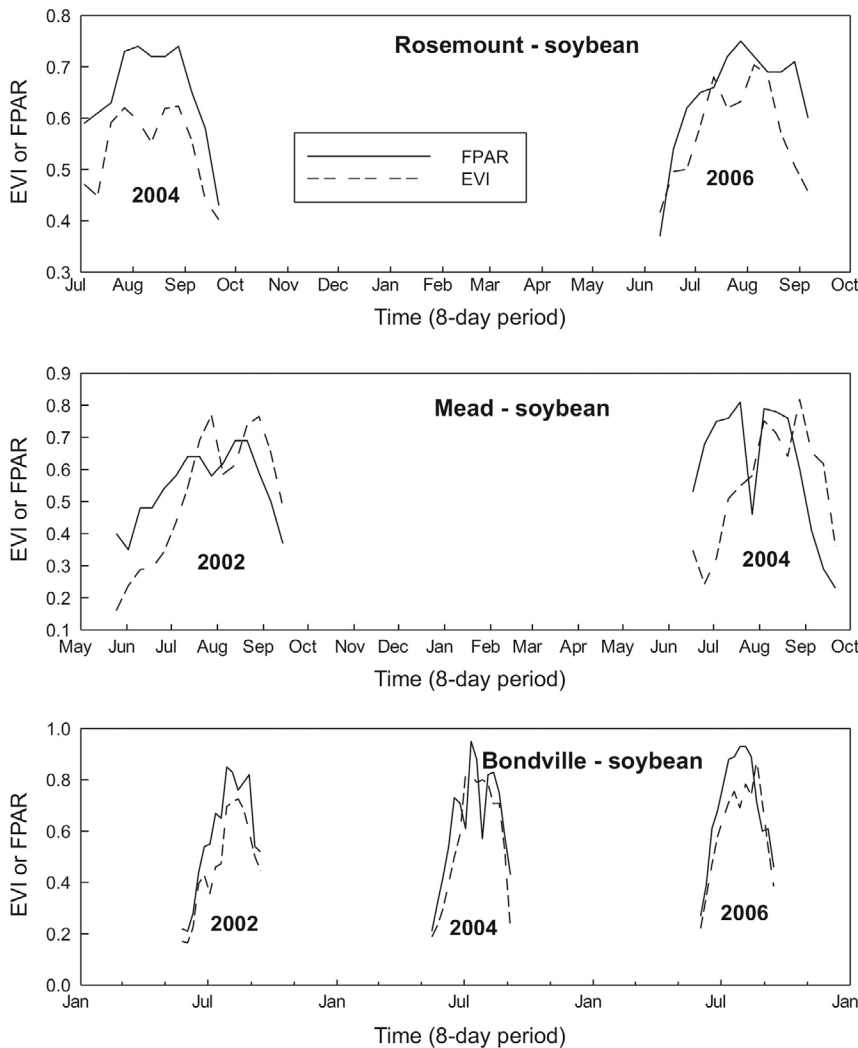 Rosemount - soybean
EVI or FPAR
0.8
0.7
0.6
0.5
0.4
0.3
FPAR
EVI
2004
2006
Jul Aug Sep Oct Nov Dec Jan Feb Mar Apr May Jun Jul Aug Sep Oct
Time (8-day period)
Mead - soybean
EVI or FPAR
0.9
0.8
0.7
0.6
0.5
0.4
0.3
0.2
0.1
2002
2004
May Jun Jul Aug Sep Oct Nov Dec Jan Feb Mar Apr May Jun Jul Aug Sep Oct
Time (8-day period)
Bondville - soybean
EVI or FPAR
1.0
0.8
0.6
0.4
0.2
0.0
2002
2004
2006
Jan Jul Jan Jul Jan Jul Jan
Time (8-day period)